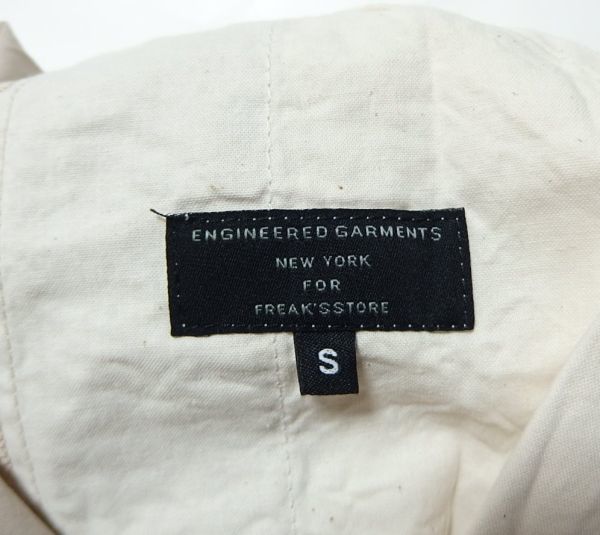 ENGINEERED GARMENTS
NEW YORK
FOR
FREAK'SSTORE
S